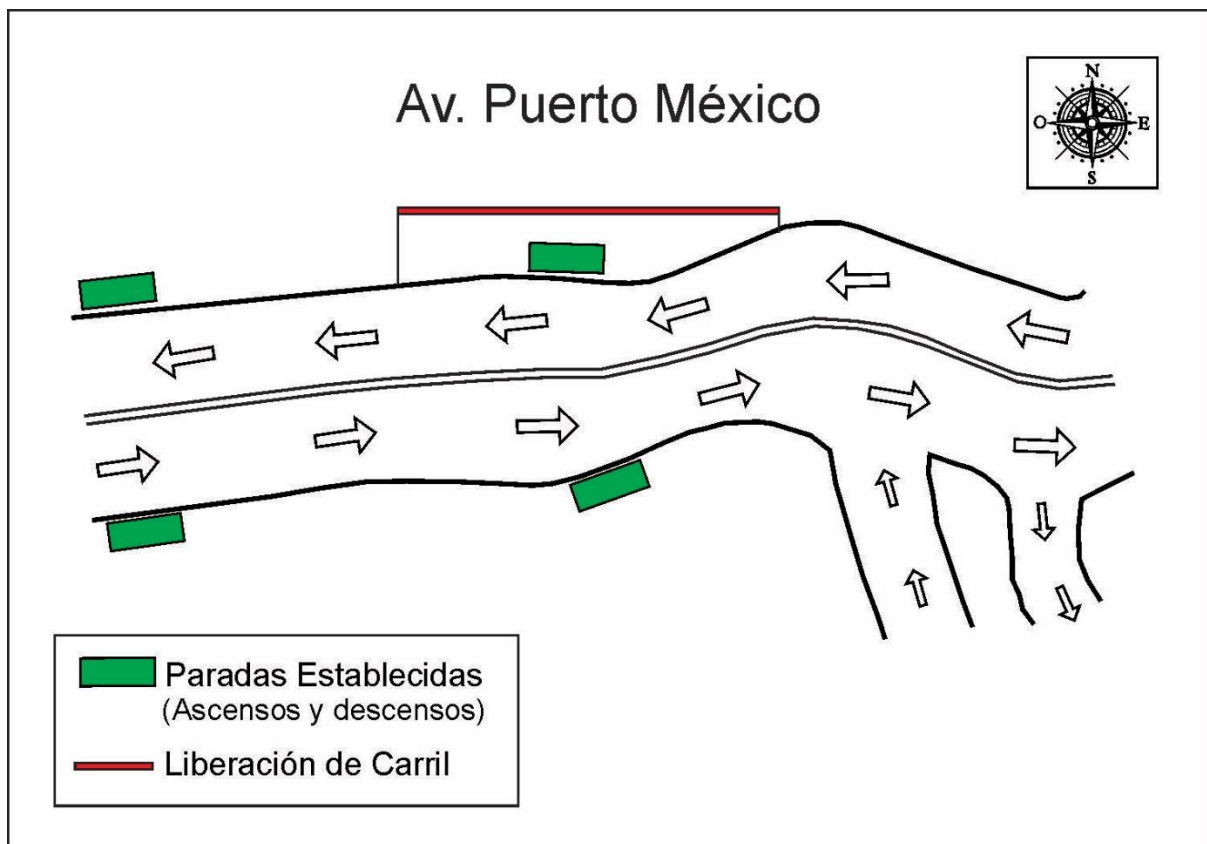 Av. Puerto México
N
O
E
S
Paradas Establecidas
(Ascensos y descensos)
Liberación de Carril